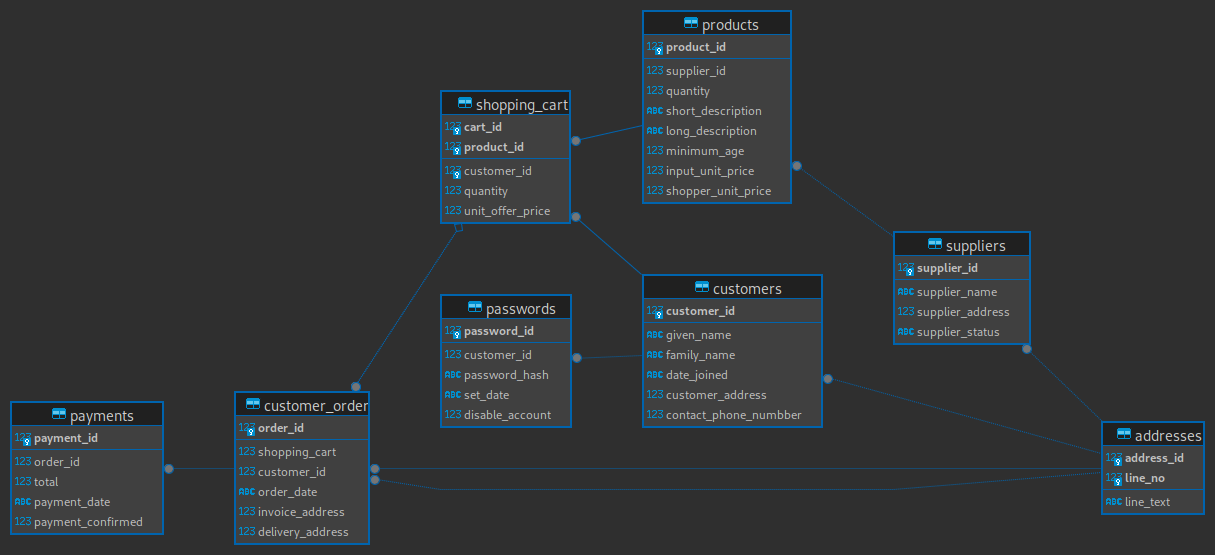 products
123 product_id
123 supplier_id
123 quantity
ABC short_description
ABC long_description
123 minimum_age
123 input_unit_price
123 shopper_unit_price
shopping_cart
123 cart_id
123 product_id
123 customer_id
123 quantity
123 unit_offer_price
suppliers
123 supplier_id
ABC supplier_name
123 supplier_address
ABC supplier_status
customers
123 customer_id
ABC given_name
ABC family_name
ABC date_joined
123 customer_address
123 contact_phone_numbber
passwords
123 password_id
123 customer_id
ABC password_hash
ABC set_date
123 disable_account
customer_order
123 order_id
123 shopping_cart
123 customer_id
ABC order_date
123 invoice_address
123 delivery_address
payments
123 payment_id
123 order_id
123 total
ABC payment_date
123 payment_confirmed
addresses
123 address_id
123 line_no
ABC line_text